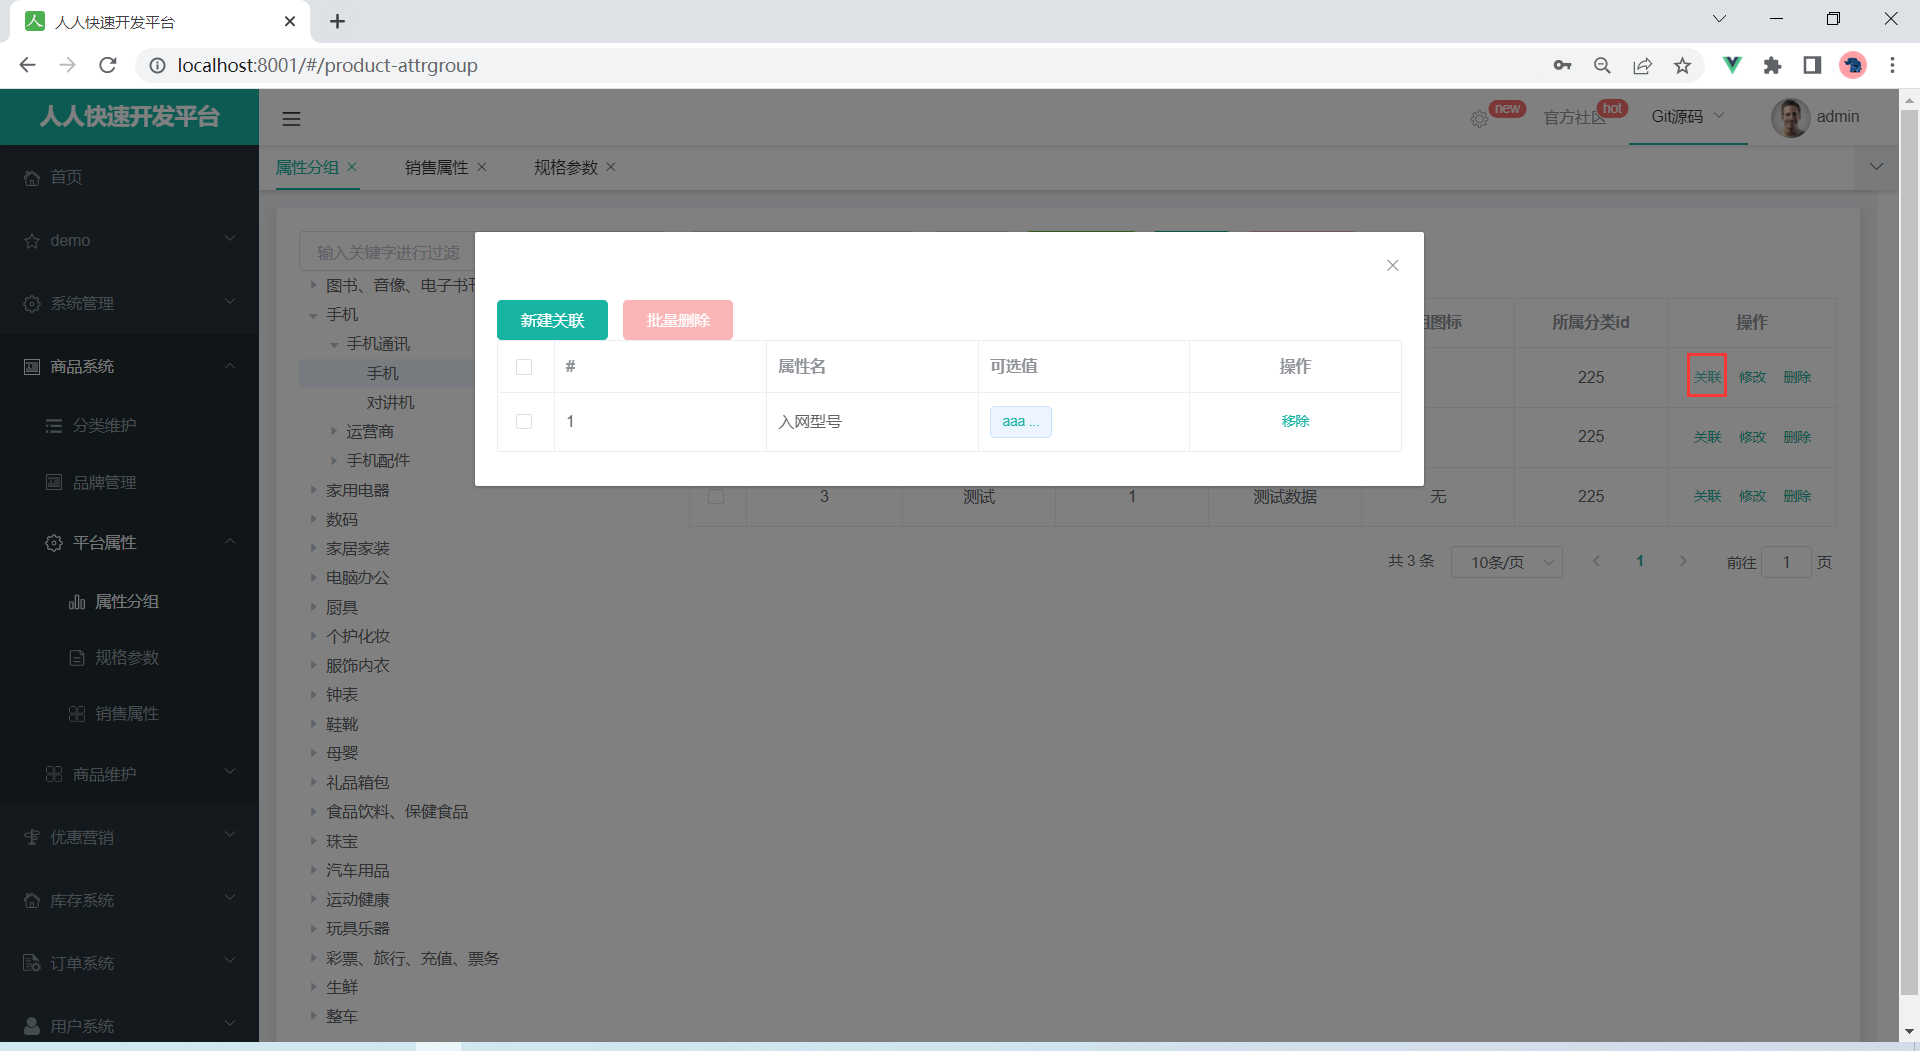 人人快速开发平台
localhost:8001/#/product-attrgroup
人人快速开发平台
new
官方社区
hot
Git源码
admin
属性分组
销售属性
规格参数
首页
demo
系统管理
商品系统
分类维护
品牌管理
平台属性
属性分组
规格参数
销售属性
商品维护
优惠营销
库存系统
订单系统
用户系统
输入关键字进行过滤
图书、音像、电子书刊
手机
手机通讯
手机
对讲机
运营商
手机配件
家用电器
数码
家居家装
电脑办公
厨具
个护化妆
服饰内衣
钟表
鞋靴
母婴
礼品箱包
食品饮料、保健食品
珠宝
汽车用品
运动健康
玩具乐器
彩票、旅行、充值、票务
生鲜
整车
新建关联 批量删除
# 属性名 可选值 操作
1 入网型号 aaa ... 移除
组图标 所属分类id 操作
225 关联 修改 删除
225 关联 修改 删除
3 测试 1 测试数据 无 225 关联 修改 删除
共 3 条 10条/页 1 前往 1 页